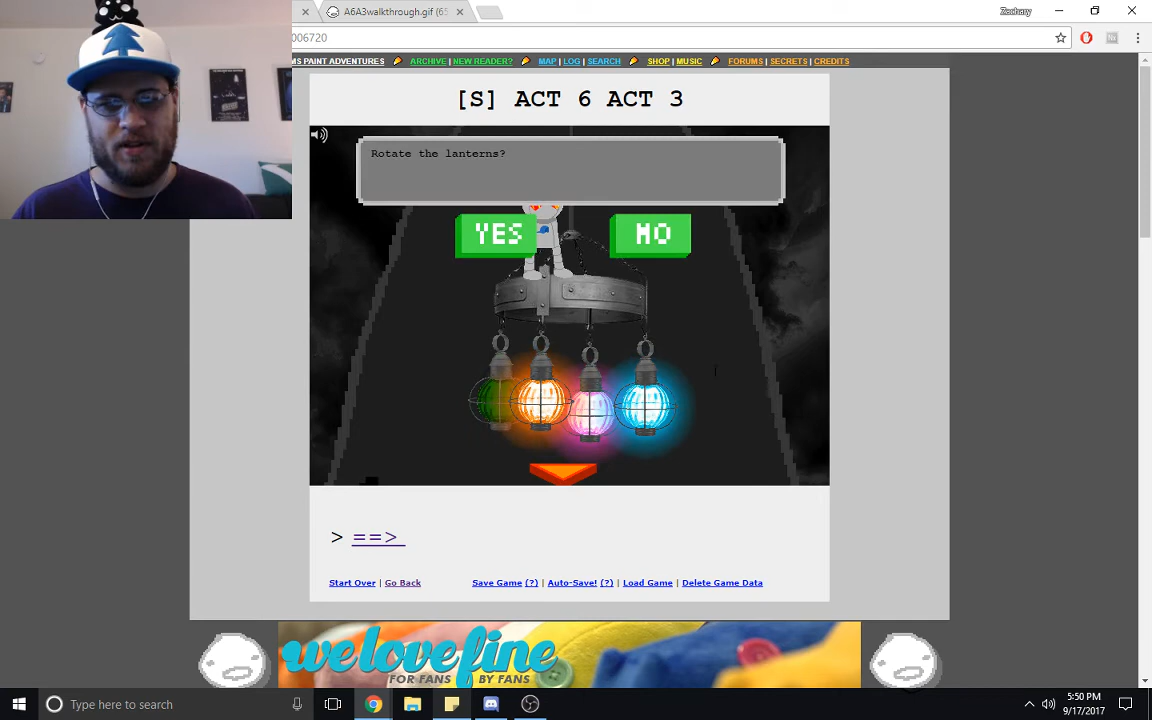 A6A3walkthrough.gif (65
Zachary
006720
MS PAINT ADVENTURES ARCHIVE | NEW READER? MAP | LOG | SEARCH SHOP | MUSIC FORUMS | SECRETS | CREDITS
[S] ACT 6 ACT 3
Rotate the lanterns?
YES NO
> ==>
Start Over | Go Back Save Game (?) | Auto-Save! (?) | Load Game | Delete Game Data
welovefine
FOR FANS BY FANS
Type here to search
5:50 PM
9/17/2017